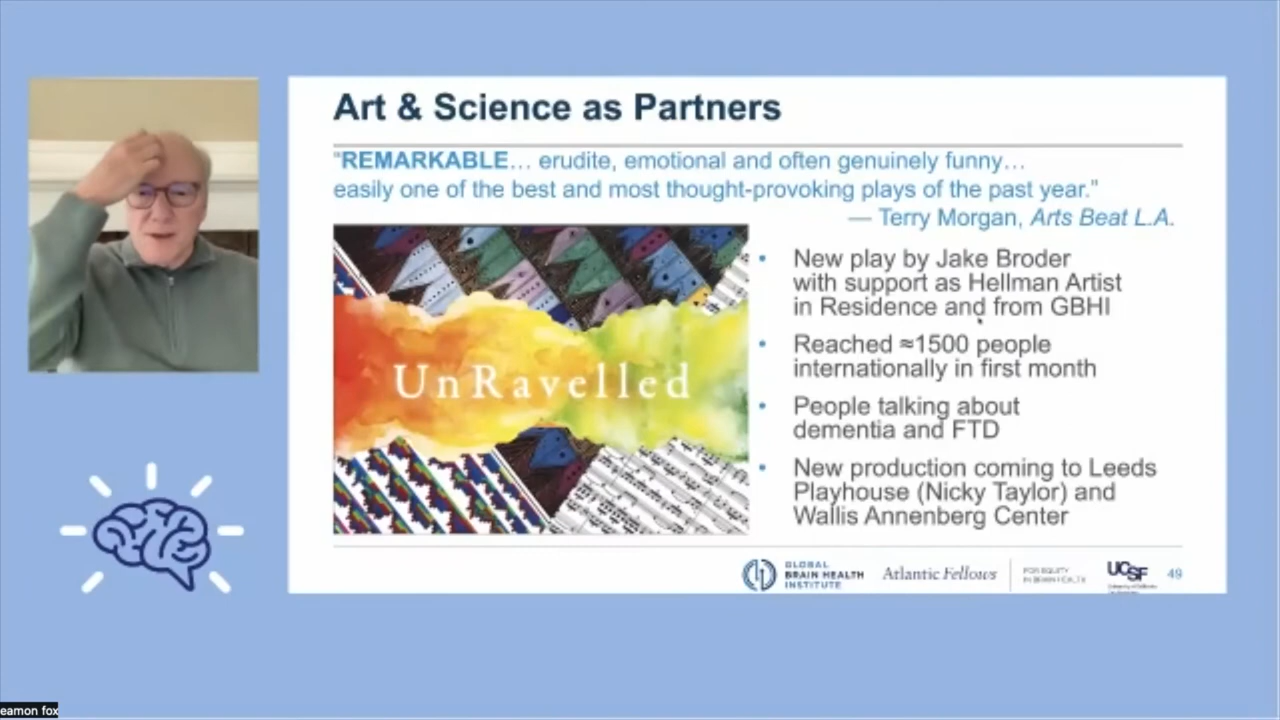 Art & Science as Partners
“REMARKABLE… erudite, emotional and often genuinely funny…
easily one of the best and most thought-provoking plays of the past year.”
— Terry Morgan, Arts Beat L.A.
UnRavelled
• New play by Jake Broder
with support as Hellman Artist
in Residence and from GBHI
• Reached ≈1500 people
internationally in first month
• People talking about
dementia and FTD
• New production coming to Leeds
Playhouse (Nicky Taylor) and
Wallis Annenberg Center
GLOBAL
BRAIN HEALTH
INSTITUTE
Atlantic Fellows
FOR EQUITY
IN BRAIN HEALTH
UCSF
49
eamon fox